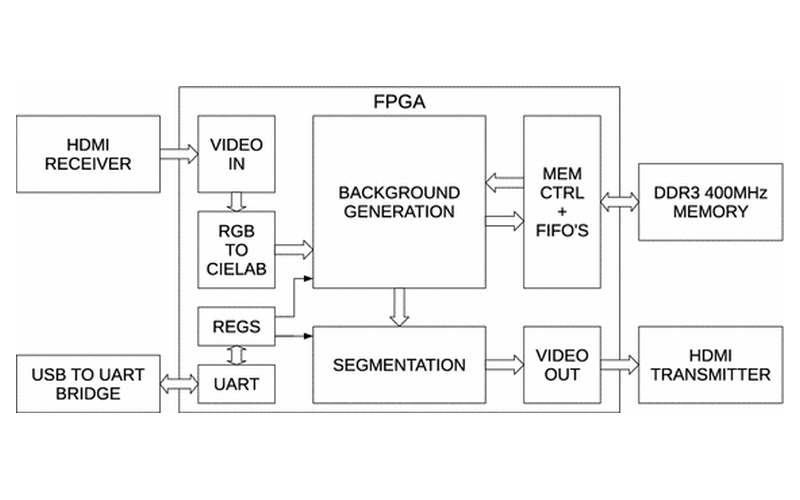 FPGA
HDMI
RECEIVER
VIDEO
IN
BACKGROUND
GENERATION
MEM
CTRL
+
FIFO'S
DDR3 400MHz
MEMORY
RGB
TO
CIELAB
REGS
SEGMENTATION
VIDEO
OUT
HDMI
TRANSMITTER
USB TO UART
BRIDGE
UART